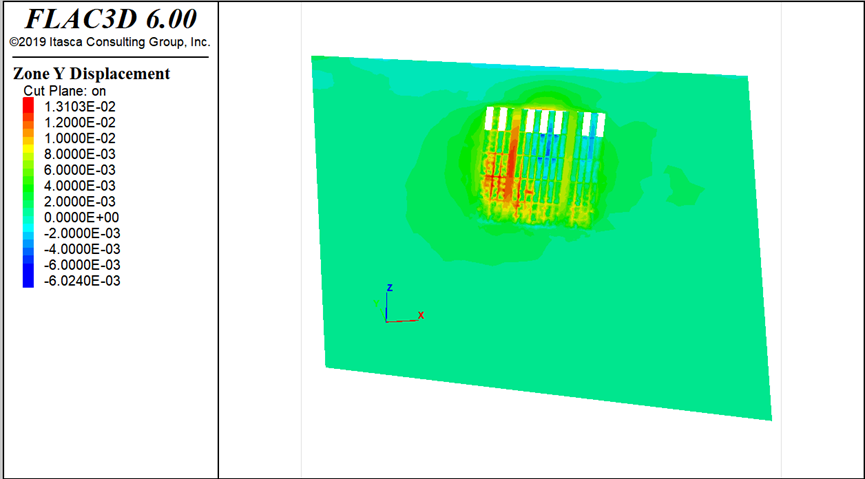 FLAC3D 6.00
©2019 Itasca Consulting Group, Inc.
Zone Y Displacement
Cut Plane: on
1.3103E-02
1.2000E-02
1.0000E-02
8.0000E-03
6.0000E-03
4.0000E-03
2.0000E-03
0.0000E+00
-2.0000E-03
-4.0000E-03
-6.0000E-03
-6.0240E-03
Z
X